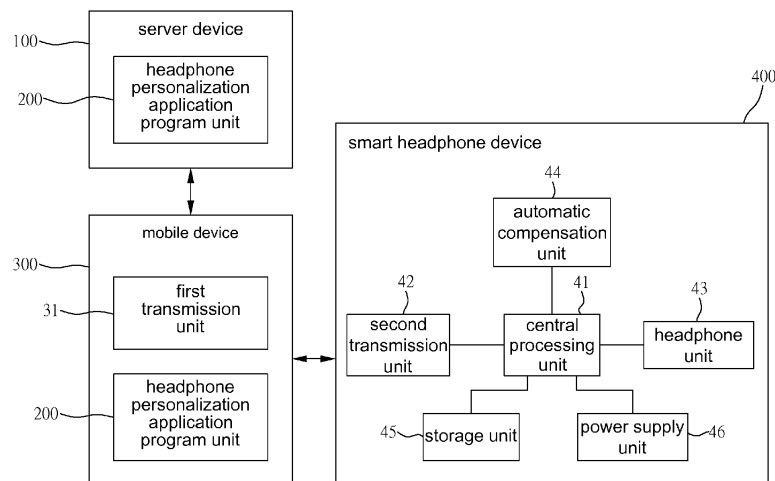 server device
100
headphone
personalization
application
program unit
200
mobile device
300
first
transmission
unit
31
headphone
personalization
application
program unit
200
400
smart headphone device
44
automatic
compensation
unit
42
second
transmission
unit
41
central
processing
unit
43
headphone
unit
45
storage unit
power supply
unit
46